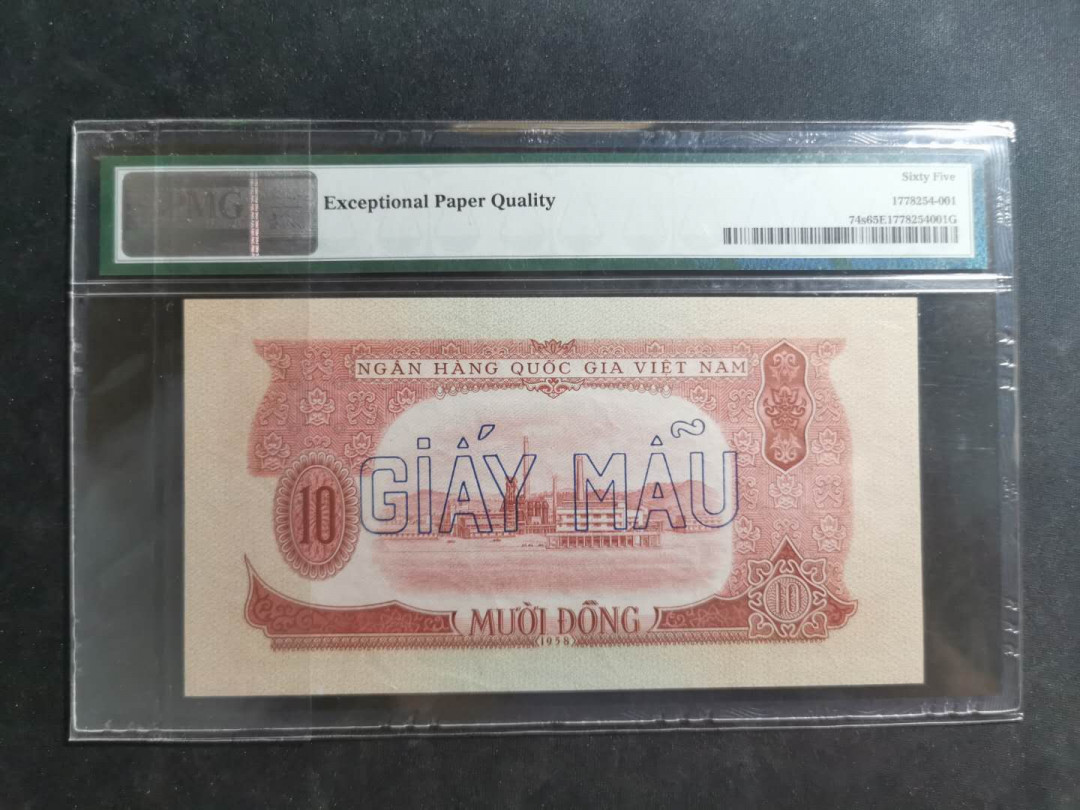 PMG
Exceptional Paper Quality
Sixty Five
1778254-001
74s65E1778254001G
NGÂN HÀNG QUỐC GIA VIỆT NAM
GIẤY MẪU
10
10
MƯỜI ĐỒNG
1958